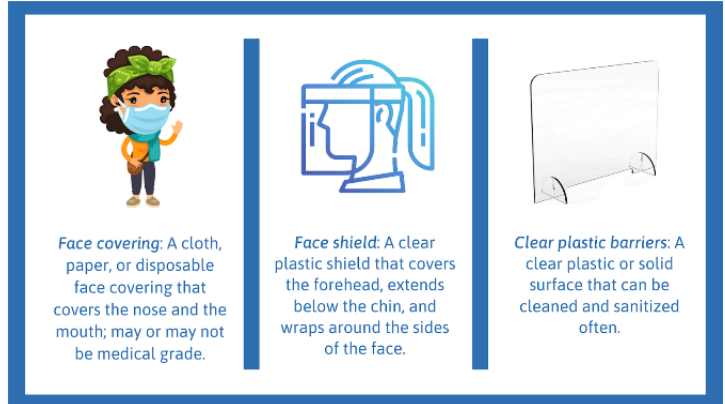 Face covering: A cloth,
paper, or disposable
face covering that
covers the nose and the
mouth; may or may not
be medical grade.
Face shield: A clear
plastic shield that covers
the forehead, extends
below the chin, and
wraps around the sides
of the face.
Clear plastic barriers: A
clear plastic or solid
surface that can be
cleaned and sanitized
often.